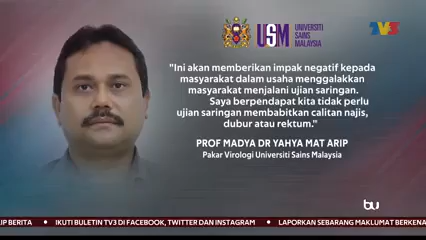 USM
UNIVERSITI
SAINS
MALAYSIA
TV3
"Ini akan memberikan impak negatif kepada
masyarakat dalam usaha menggalakkan
masyarakat menjalani ujian saringan.
Saya berpendapat kita tidak perlu
ujian saringan membabitkan calitan najis,
dubur atau rektum."
PROF MADYA DR YAHYA MAT ARIP
Pakar Virologi Universiti Sains Malaysia
bu
IP BERITA • IKUTI BULETIN TV3 DI FACEBOOK, TWITTER DAN INSTAGRAM • LAPORKAN SEBARANG MAKLUMAT BERKENA